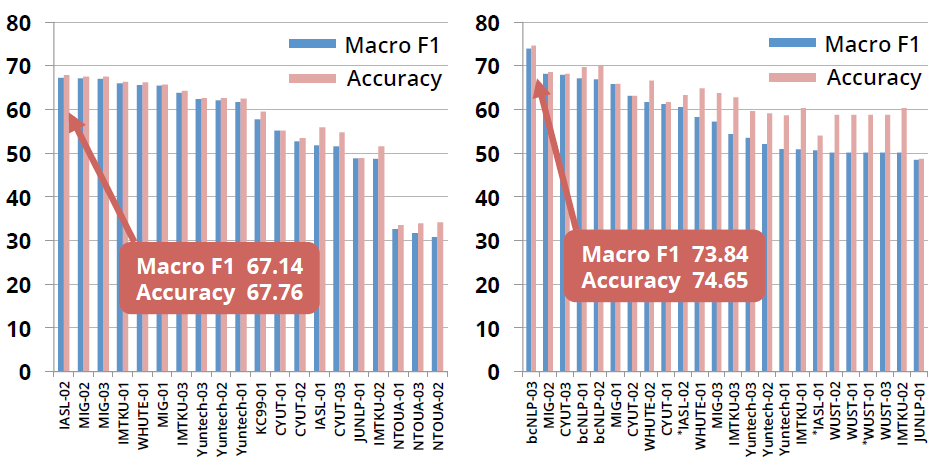 80
70
60
50
40
30
20
10
0
Macro F1
Accuracy
Macro F1 67.14
Accuracy 67.76
IASL-02
MIG-02
MIG-03
IMTKU-01
WHUTE-01
MIG-01
IMTKU-03
Yuntech-03
Yuntech-02
Yuntech-01
KC99-01
CYUT-01
CYUT-02
IASL-01
CYUT-03
JUNLP-01
IMTKU-02
NTOUA-01
NTOUA-03
NTOUA-02
80
70
60
50
40
30
20
10
0
Macro F1
Accuracy
Macro F1 73.84
Accuracy 74.65
bcNLP-03
MIG-02
CYUT-03
bcNLP-01
bcNLP-02
MIG-01
CYUT-02
WHUTE-02
CYUT-01
*IASL-02
WHUTE-01
MIG-03
IMTKU-03
Yuntech-03
Yuntech-02
Yuntech-01
IMTKU-01
*IASL-01
WUST-02
WUST-01
*WUST-01
WUST-03
IMTKU-02
JUNLP-01